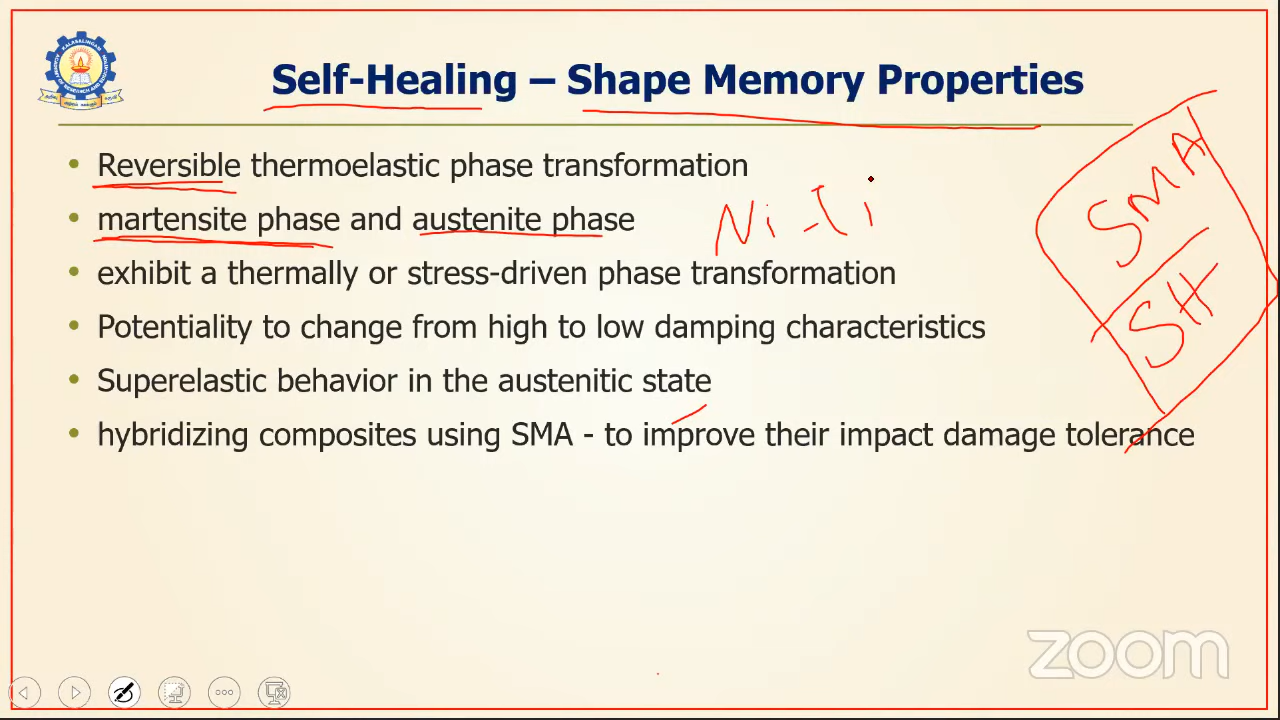 Self-Healing – Shape Memory Properties
• Reversible thermoelastic phase transformation
• martensite phase and austenite phase
Ni-Ti
• exhibit a thermally or stress-driven phase transformation
• Potentiality to change from high to low damping characteristics
• Superelastic behavior in the austenitic state
• hybridizing composites using SMA - to improve their impact damage tolerance
SMA
SH
zoom